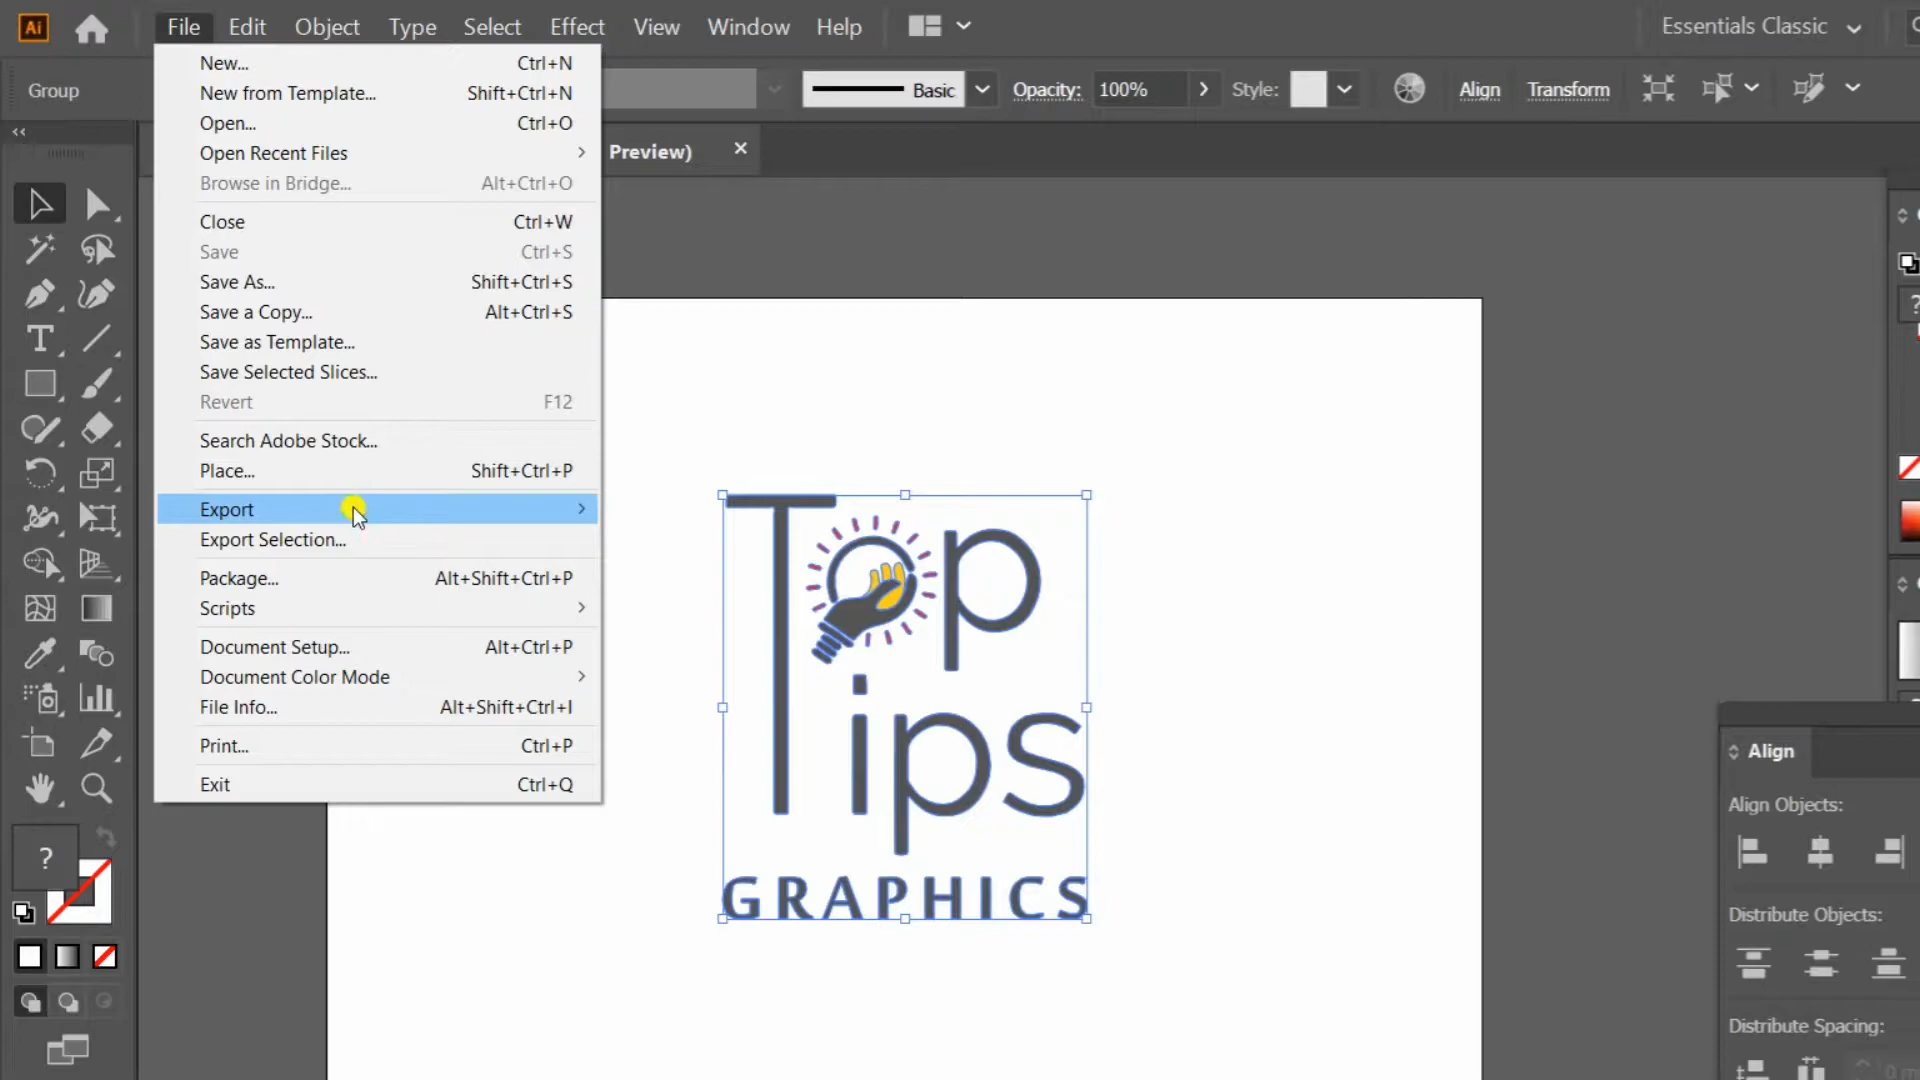 Ai File Edit Object Type Select Effect View Window Help Essentials Classic
Group Basic Opacity: 100% Style: Align Transform
Preview)
New... Ctrl+N
New from Template... Shift+Ctrl+N
Open... Ctrl+O
Open Recent Files
Browse in Bridge... Alt+Ctrl+O
Close Ctrl+W
Save Ctrl+S
Save As... Shift+Ctrl+S
Save a Copy... Alt+Ctrl+S
Save as Template...
Save Selected Slices...
Revert F12
Search Adobe Stock...
Place... Shift+Ctrl+P
Export
Export Selection...
Package... Alt+Shift+Ctrl+P
Scripts
Document Setup... Alt+Ctrl+P
Document Color Mode
File Info... Alt+Shift+Ctrl+I
Print... Ctrl+P
Exit Ctrl+Q
?
Top
Tips
GRAPHICS
?
Align
Align Objects:
Distribute Objects:
Distribute Spacing: